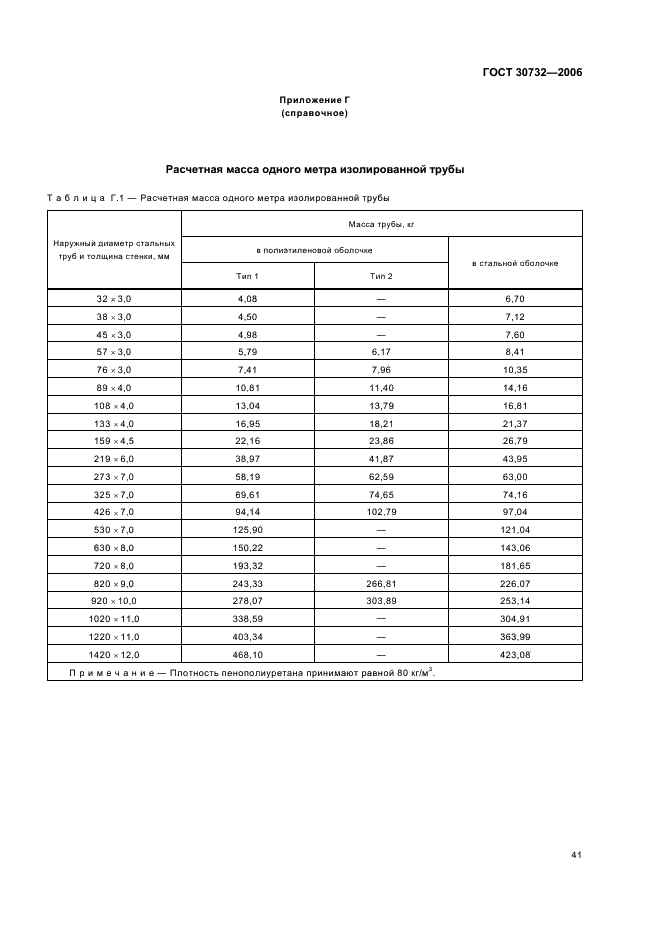 ГОСТ 30732—2006
Приложение Г
(справочное)
Расчетная масса одного метра изолированной трубы
Таблица Г.1 — Расчетная масса одного метра изолированной трубы
Наружный диаметр стальных труб и толщина стенки, мм
Масса трубы, кг
в полиэтиленовой оболочке
в стальной оболочке
Тип 1 Тип 2
32 × 3,0 4,08 — 6,70
38 × 3,0 4,50 — 7,12
45 × 3,0 4,98 — 7,60
57 × 3,0 5,79 6,17 8,41
76 × 3,0 7,41 7,96 10,35
89 × 4,0 10,81 11,40 14,16
108 × 4,0 13,04 13,79 16,81
133 × 4,0 16,95 18,21 21,37
159 × 4,5 22,16 23,86 26,79
219 × 6,0 38,97 41,87 43,95
273 × 7,0 58,19 62,59 63,00
325 × 7,0 69,61 74,65 74,16
426 × 7,0 94,14 102,79 97,04
530 × 7,0 125,90 — 121,04
630 × 8,0 150,22 — 143,06
720 × 8,0 193,32 — 181,65
820 × 9,0 243,33 266,81 226,07
920 × 10,0 278,07 303,89 253,14
1020 × 11,0 338,59 — 304,91
1220 × 11,0 403,34 — 363,99
1420 × 12,0 468,10 — 423,08
Примечание — Плотность пенополиуретана принимают равной 80 кг/м³.
41